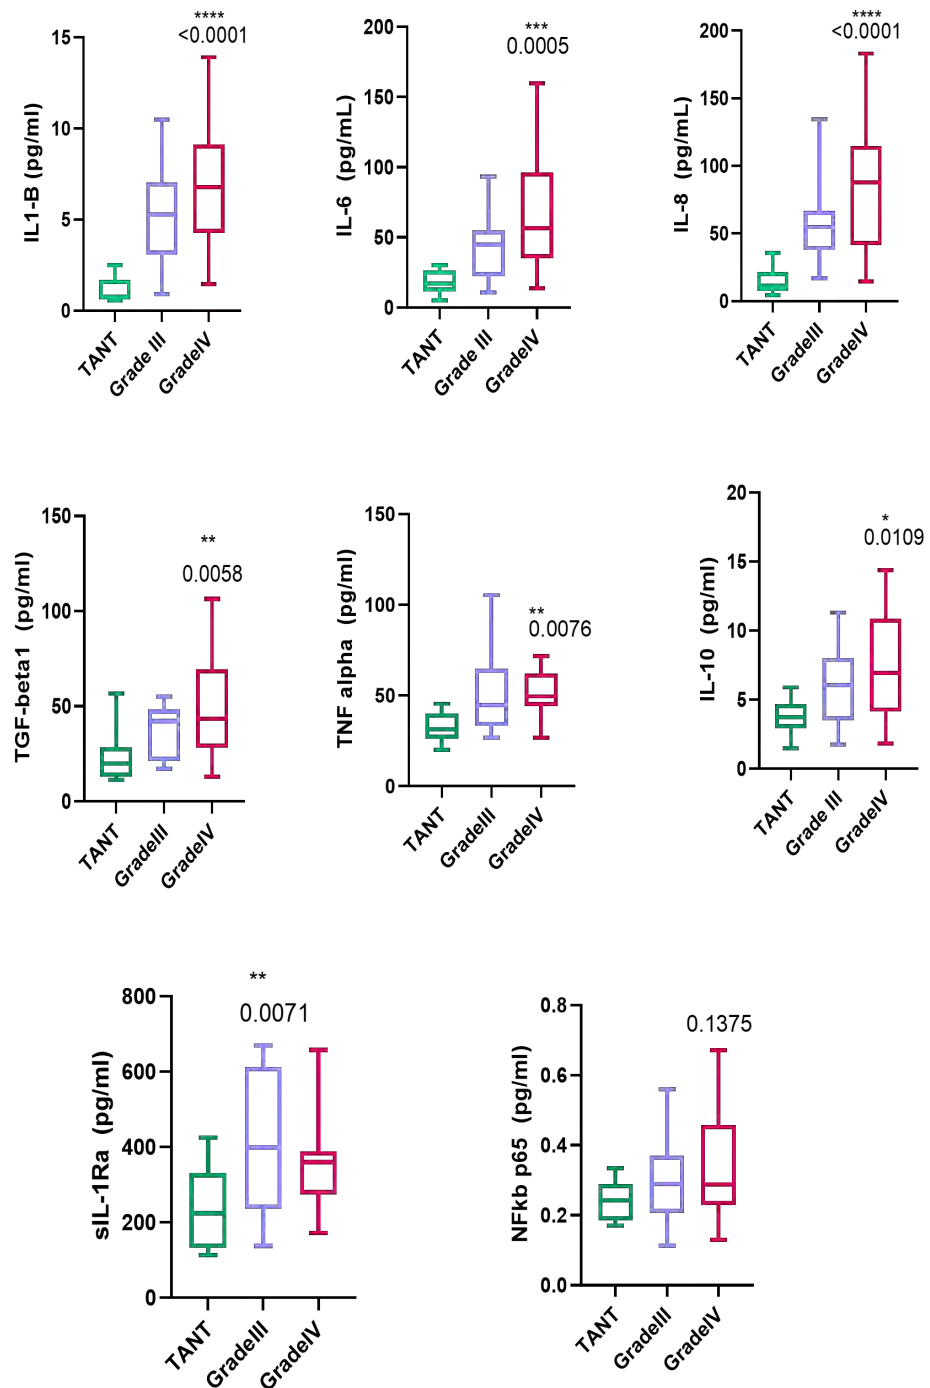 ****
<0.0001
IL1-B (pg/ml)
15
10
5
0
TANT
Grade III
GradeIV
***
0.0005
IL-6 (pg/mL)
200
150
100
50
0
TANT
Grade III
GradeIV
****
<0.0001
IL-8 (pg/mL)
200
150
100
50
0
TANT
GradeIII
GradeIV
**
0.0058
TGF-beta1 (pg/ml)
150
100
50
0
TANT
GradeIII
GradeIV
**
0.0076
TNF alpha (pg/ml)
150
100
50
0
TANT
GradeIII
GradeIV
*
0.0109
IL-10 (pg/ml)
20
15
10
5
0
TANT
Grade III
GradeIV
**
0.0071
sIL-1Ra (pg/ml)
800
600
400
200
0
TANT
GradeIII
GradeIV
0.1375
NFkb p65 (pg/ml)
0.8
0.6
0.4
0.2
0.0
TANT
GradeIII
GradeIV